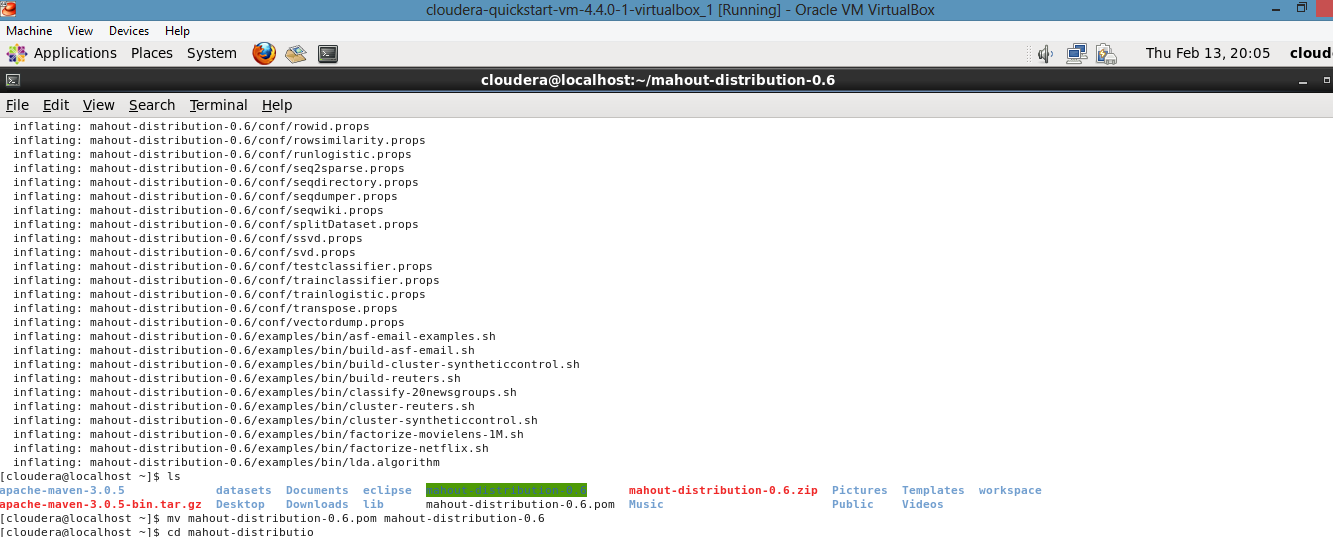 cloudera-quickstart-vm-4.4.0-1-virtualbox_1 [Running] - Oracle VM VirtualBox
Machine View Devices Help
Applications Places System Thu Feb 13, 20:05 cloud
cloudera@localhost:~/mahout-distribution-0.6
File Edit View Search Terminal Help
inflating: mahout-distribution-0.6/conf/rowid.props
inflating: mahout-distribution-0.6/conf/rowsimilarity.props
inflating: mahout-distribution-0.6/conf/runlogistic.props
inflating: mahout-distribution-0.6/conf/seq2sparse.props
inflating: mahout-distribution-0.6/conf/seqdirectory.props
inflating: mahout-distribution-0.6/conf/seqdumper.props
inflating: mahout-distribution-0.6/conf/seqwiki.props
inflating: mahout-distribution-0.6/conf/splitDataset.props
inflating: mahout-distribution-0.6/conf/ssvd.props
inflating: mahout-distribution-0.6/conf/svd.props
inflating: mahout-distribution-0.6/conf/testclassifier.props
inflating: mahout-distribution-0.6/conf/trainclassifier.props
inflating: mahout-distribution-0.6/conf/trainlogistic.props
inflating: mahout-distribution-0.6/conf/transpose.props
inflating: mahout-distribution-0.6/conf/vectordump.props
inflating: mahout-distribution-0.6/examples/bin/asf-email-examples.sh
inflating: mahout-distribution-0.6/examples/bin/build-asf-email.sh
inflating: mahout-distribution-0.6/examples/bin/build-cluster-syntheticcontrol.sh
inflating: mahout-distribution-0.6/examples/bin/build-reuters.sh
inflating: mahout-distribution-0.6/examples/bin/classify-20newsgroups.sh
inflating: mahout-distribution-0.6/examples/bin/cluster-reuters.sh
inflating: mahout-distribution-0.6/examples/bin/cluster-syntheticcontrol.sh
inflating: mahout-distribution-0.6/examples/bin/factorize-movielens-1M.sh
inflating: mahout-distribution-0.6/examples/bin/factorize-netflix.sh
inflating: mahout-distribution-0.6/examples/bin/lda.algorithm
[cloudera@localhost ~]$ ls
apache-maven-3.0.5 datasets Documents eclipse mahout-distribution-0.6 mahout-distribution-0.6.zip Pictures Templates workspace
apache-maven-3.0.5-bin.tar.gz Desktop Downloads lib mahout-distribution-0.6.pom Music Public Videos
[cloudera@localhost ~]$ mv mahout-distribution-0.6.pom mahout-distribution-0.6
[cloudera@localhost ~]$ cd mahout-distributio